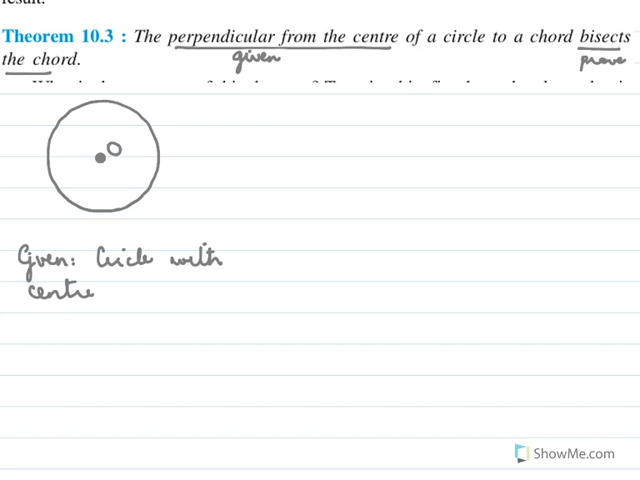 result.
Theorem 10.3 : The perpendicular from the centre of a circle to a chord bisects
the chord.
given
prove
O
Given: Circle with
centre
ShowMe.com